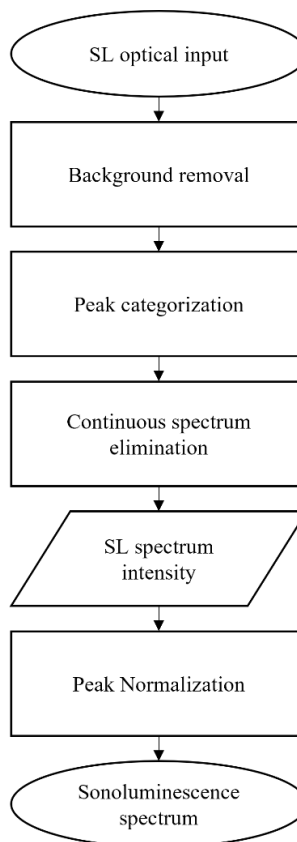 SL optical input
Background removal
Peak categorization
Continuous spectrum
elimination
SL spectrum
intensity
Peak Normalization
Sonoluminescence
spectrum